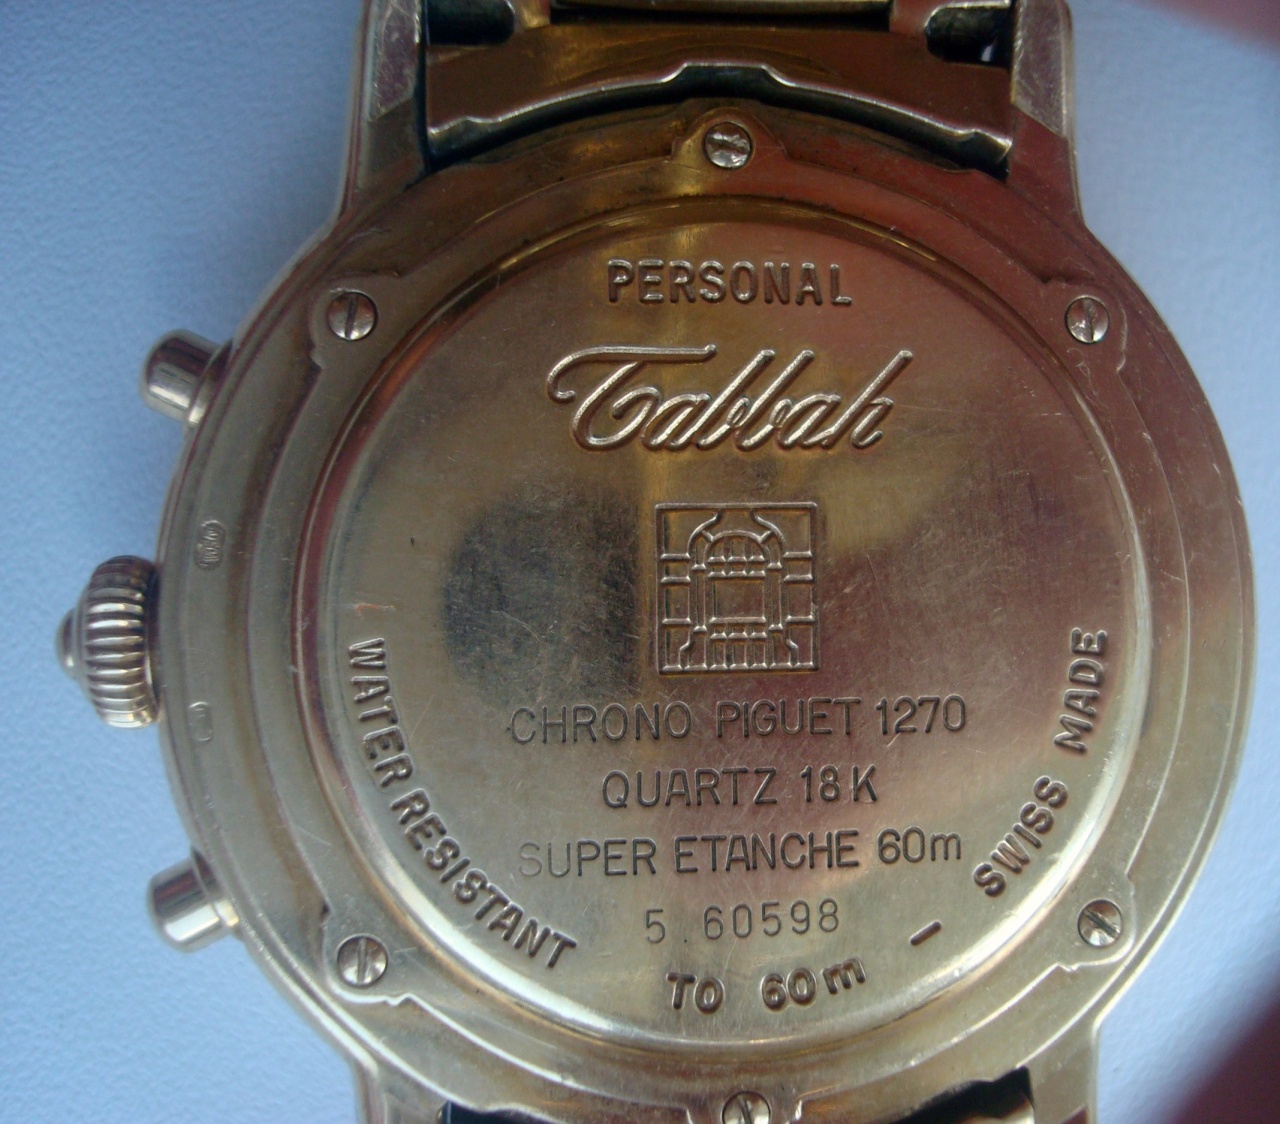 PERSONAL
Tabbah
CHRONO PIGUET 1270
QUARTZ 18K
SUPER ETANCHE 60m
5.60598
WATER RESISTANT TO 60m - SWISS MADE